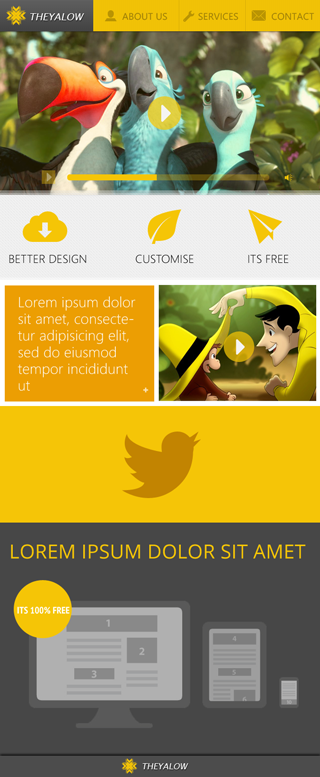 THEYALOW
ABOUT US
SERVICES
CONTACT
BETTER DESIGN
CUSTOMISE
ITS FREE
Lorem ipsum dolor
sit amet, consecte-
tur adipisicing elit,
sed do eiusmod
tempor incididunt
ut
+
LOREM IPSUM DOLOR SIT AMET
ITS 100% FREE
1
2
3
4
5
6
THEYALOW